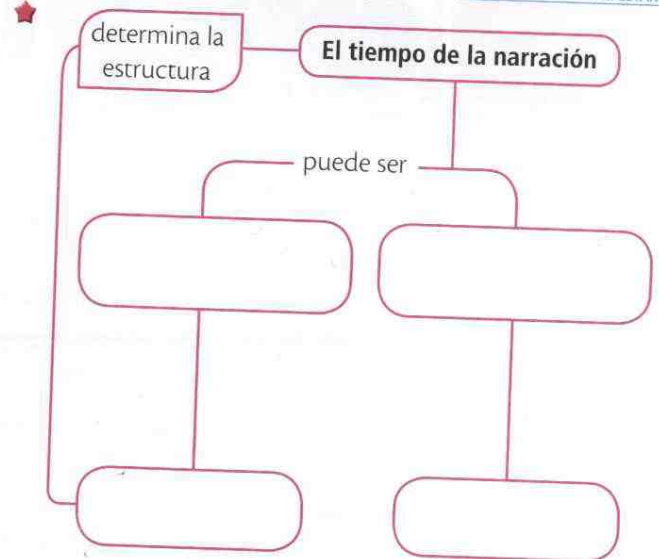 determina la
estructura
El tiempo de la narración
puede ser